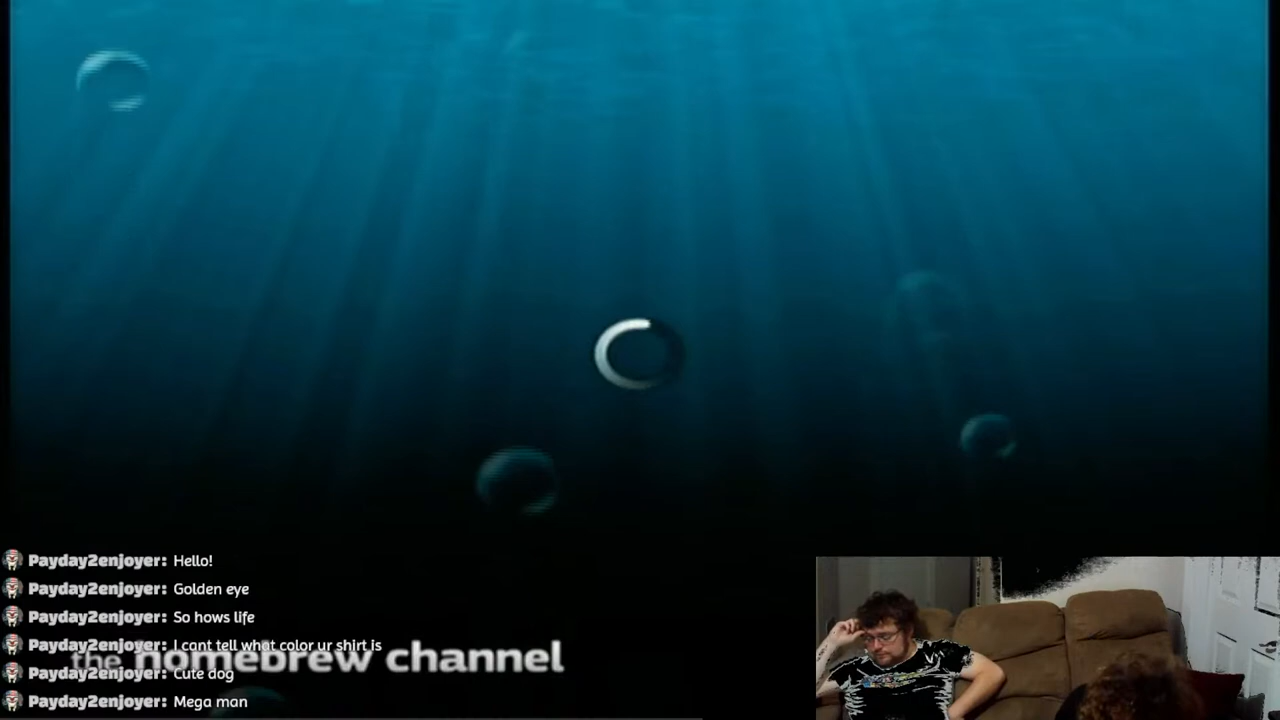 Payday2enjoyer: Hello!
Payday2enjoyer: Golden eye
Payday2enjoyer: So hows life
Payday2enjoyer: I cant tell what color ur shirt is
the homebrew channel
Payday2enjoyer: Cute dog
Payday2enjoyer: Mega man